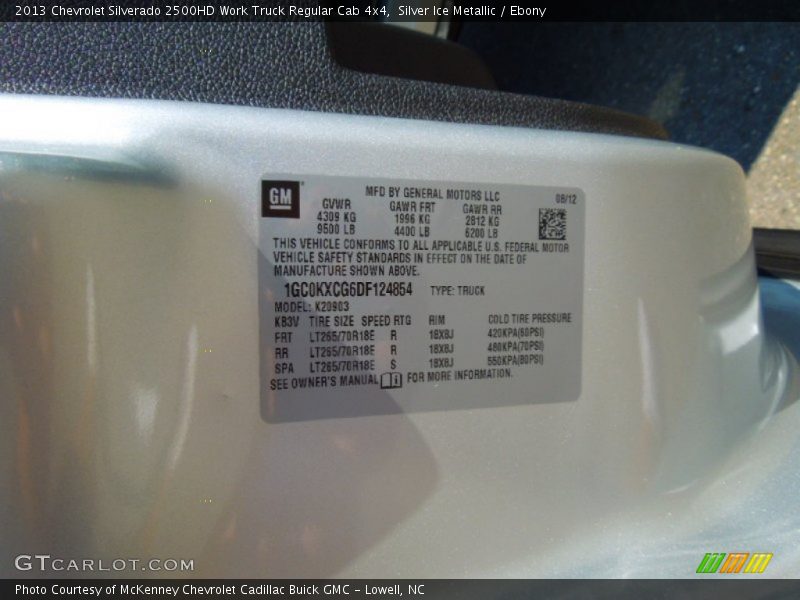 2013 Chevrolet Silverado 2500HD Work Truck Regular Cab 4x4, Silver Ice Metallic / Ebony
GM
MFD BY GENERAL MOTORS LLC 08/12
GVWR GAWR FRT GAWR RR
4309 KG 1996 KG 2812 KG
9500 LB 4400 LB 6200 LB
THIS VEHICLE CONFORMS TO ALL APPLICABLE U.S. FEDERAL MOTOR
VEHICLE SAFETY STANDARDS IN EFFECT ON THE DATE OF
MANUFACTURE SHOWN ABOVE.
1GC0KXCG6DF124854 TYPE: TRUCK
MODEL: K20903
KB3V TIRE SIZE SPEED RTG RIM COLD TIRE PRESSURE
FRT LT265/70R18E R 18X8J 420KPA(60PSI)
RR LT265/70R18E R 18X8J 480KPA(70PSI)
SPA LT265/70R18E S 18X8J 550KPA(80PSI)
SEE OWNER'S MANUAL FOR MORE INFORMATION.
GTCARLOT.COM
Photo Courtesy of McKenney Chevrolet Cadillac Buick GMC - Lowell, NC